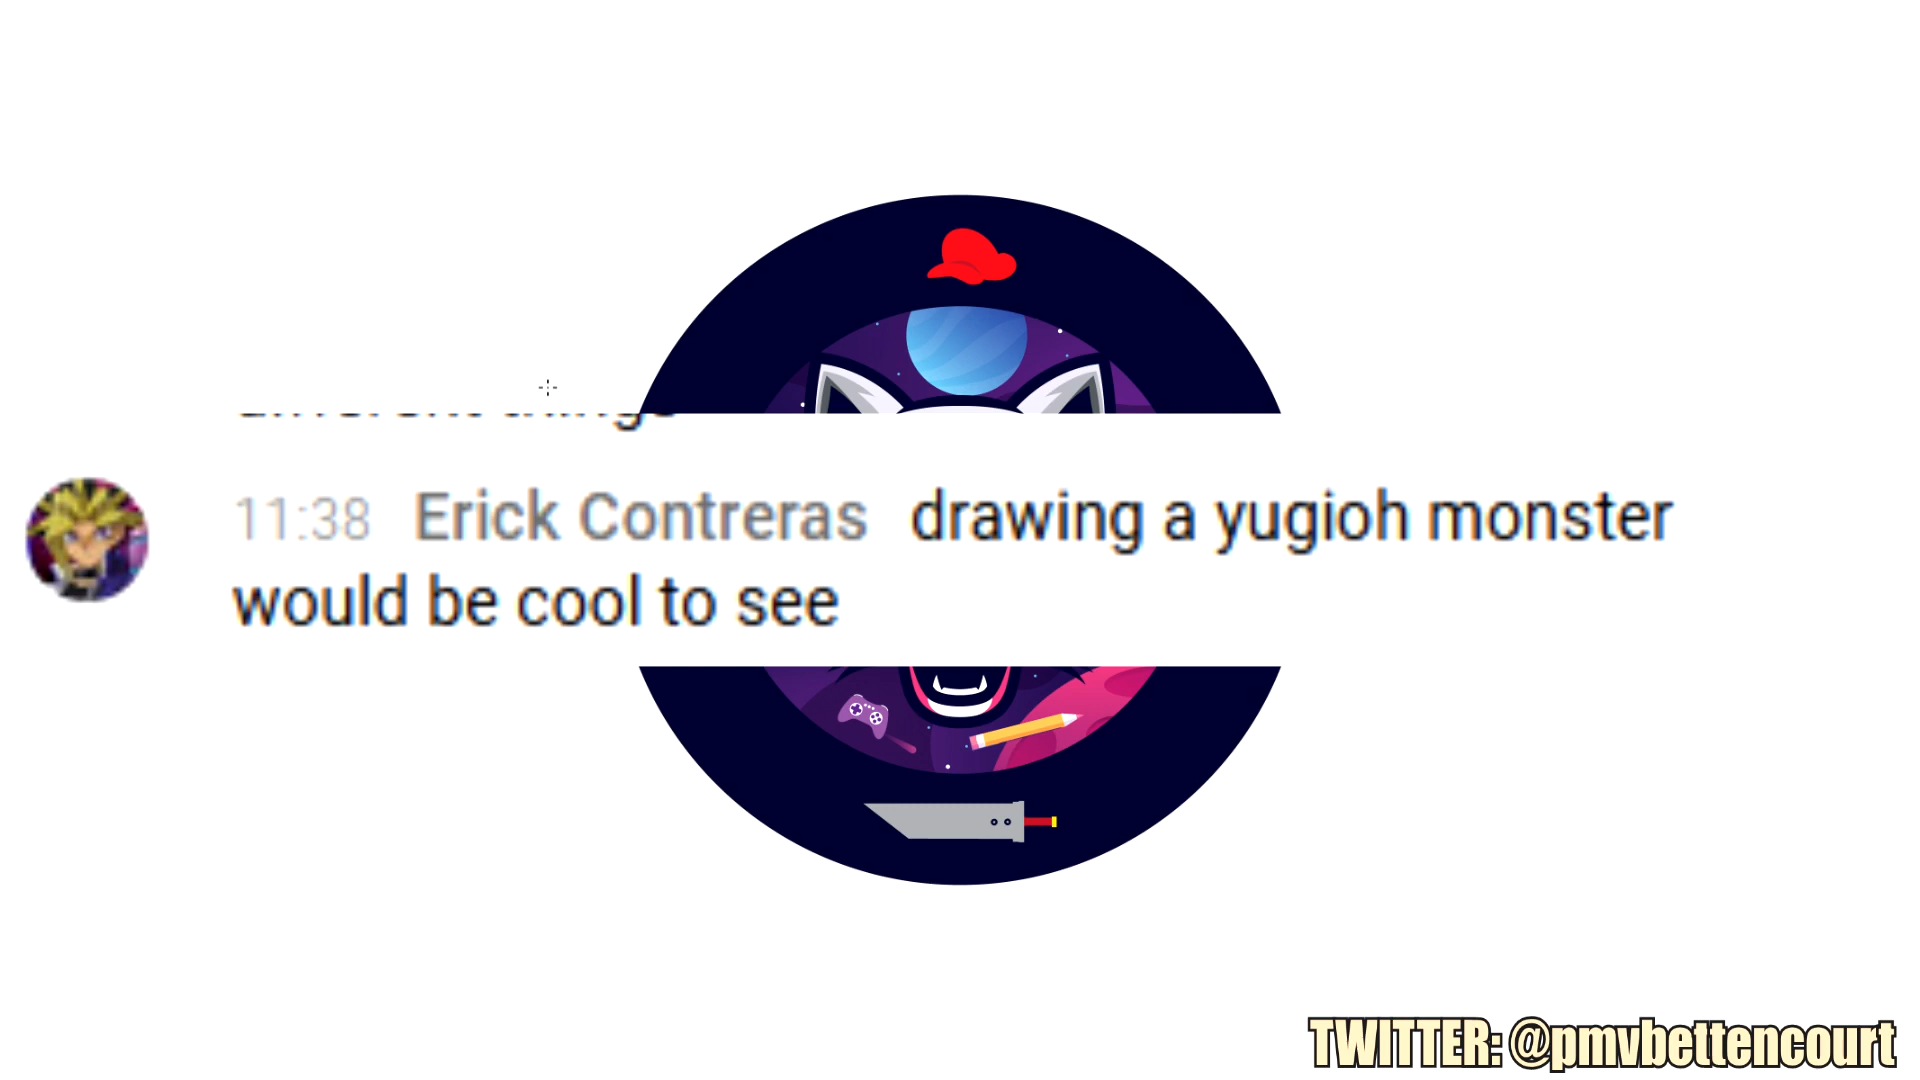 11:38 Erick Contreras drawing a yugioh monster
would be cool to see
TWITTER: @pmvbettencourt